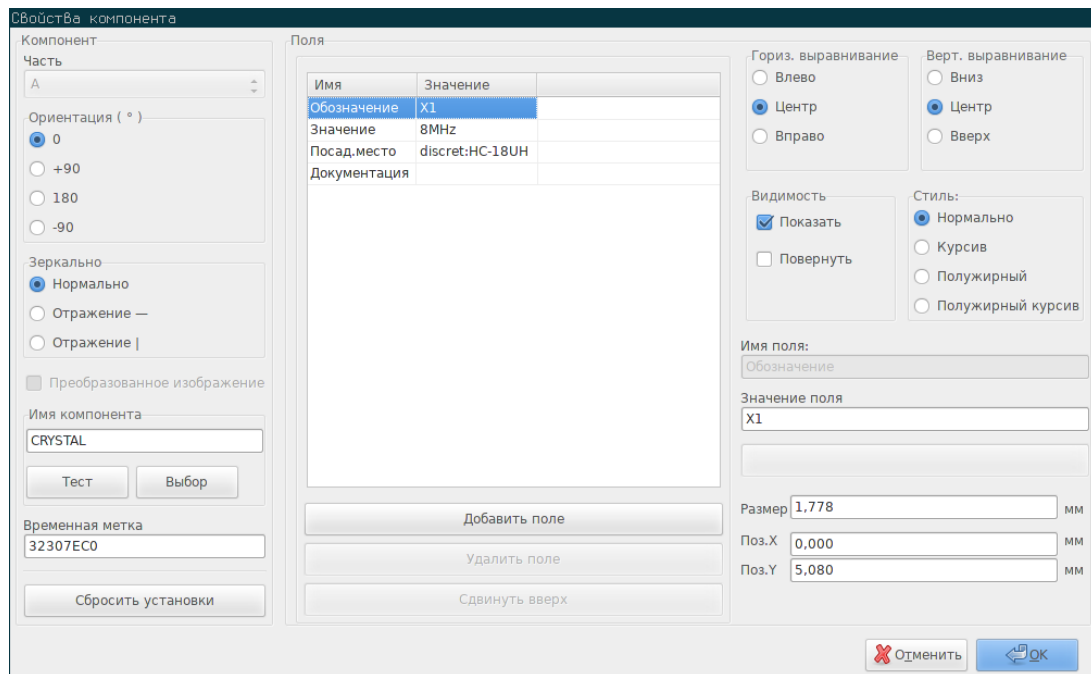 Свойства компонента
Компонент
Часть
A
Ориентация ( ° )
0
+90
180
-90
Зеркально
Нормально
Отражение —
Отражение |
Преобразованное изображение
Имя компонента
CRYSTAL
Тест
Выбор
Временная метка
32307EC0
Сбросить установки
Поля
Имя Значение
Обозначение X1
Значение 8MHz
Посад.место discret:HC-18UH
Документация
Добавить поле
Удалить поле
Сдвинуть вверх
Гориз. выравнивание
Влево
Центр
Вправо
Верт. выравнивание
Вниз
Центр
Вверх
Видимость
Показать
Повернуть
Стиль:
Нормально
Курсив
Полужирный
Полужирный курсив
Имя поля:
Обозначение
Значение поля
X1
Размер 1,778 мм
Поз.X 0,000 мм
Поз.Y 5,080 мм
Отменить
OK